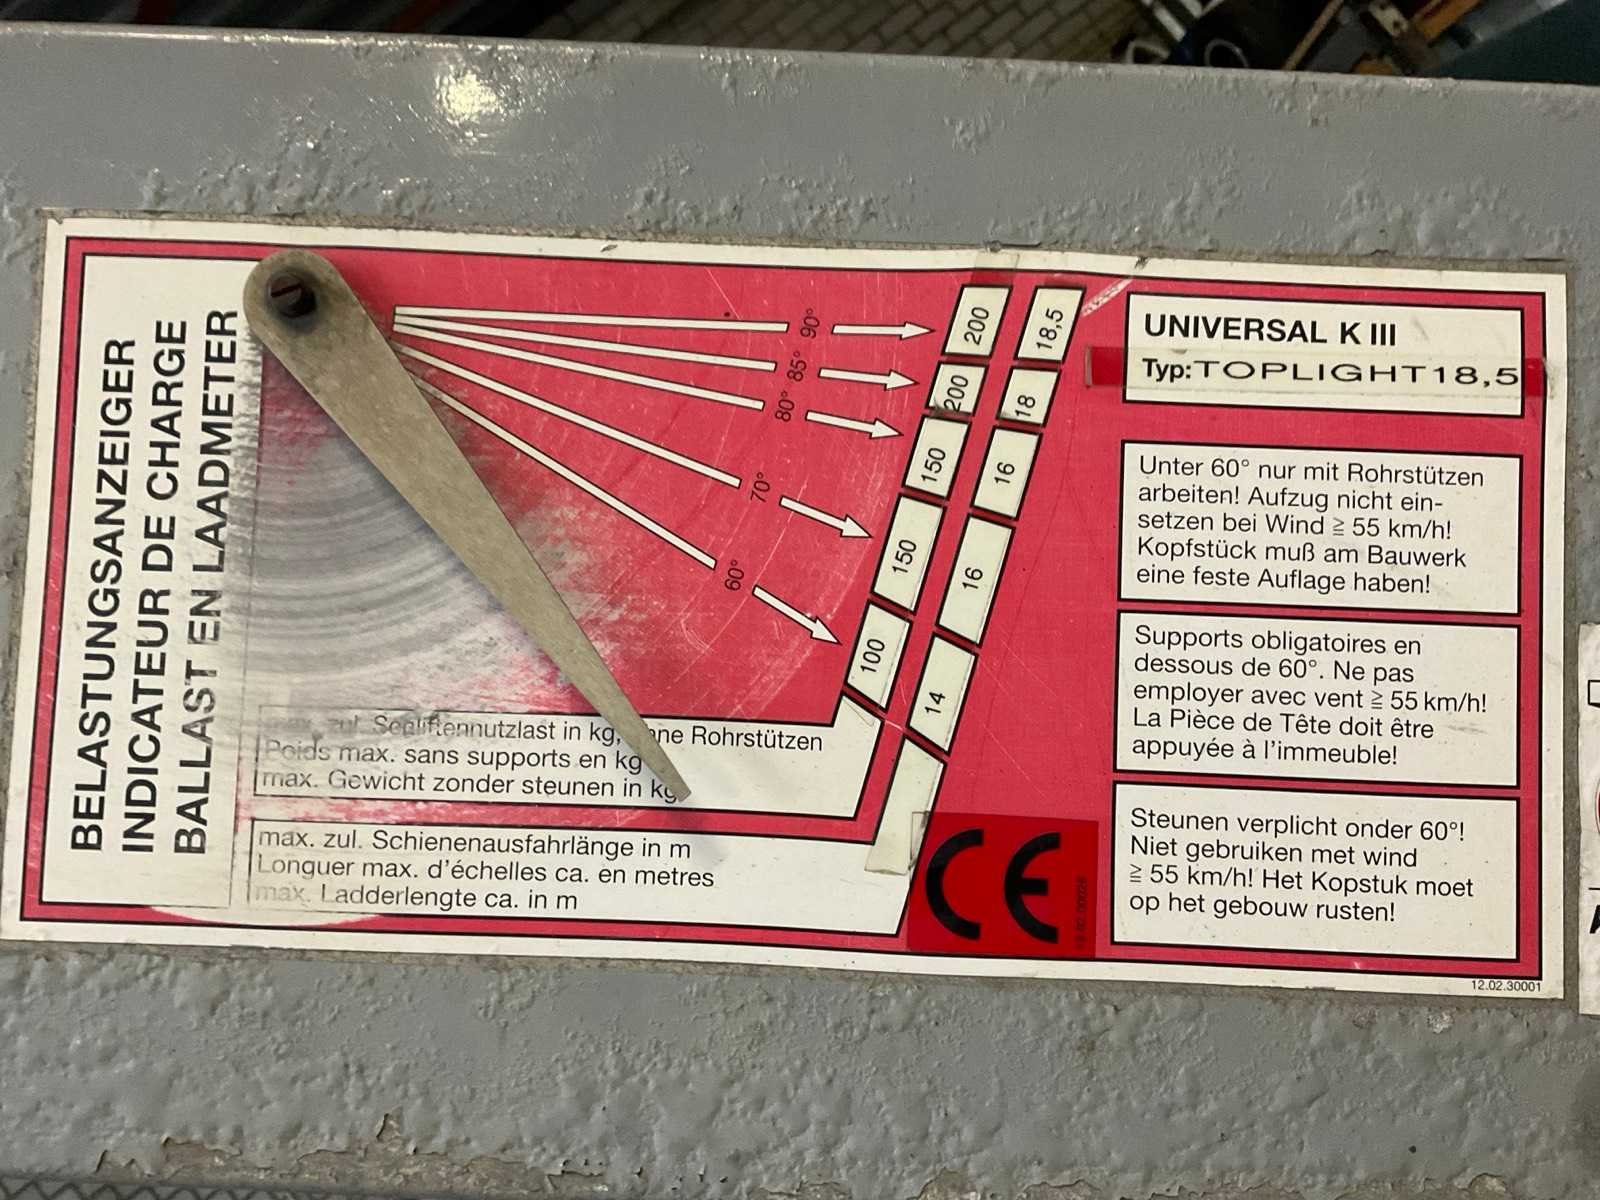 BELASTUNGSANZEIGER
INDICATEUR DE CHARGE
BALLAST EN LAADMETER
90°
85°
80°
70°
60°
200
200
150
150
100
18,5
18
16
16
14
max. zul. Seilliftennutzlast in kg, ne Rohrstützen
Poids max. sans supports en kg
max. Gewicht zonder steunen in kg
max. zul. Schienenausfahrlänge in m
Longuer max. d'échelles ca. en metres
max. Ladderlengte ca. in m
UNIVERSAL K III
Typ:TOPLIGHT18,5
Unter 60° nur mit Rohrstützen
arbeiten! Aufzug nicht ein-
setzen bei Wind ≧ 55 km/h!
Kopfstück muß am Bauwerk
eine feste Auflage haben!
Supports obligatoires en
dessous de 60°. Ne pas
employer avec vent ≧ 55 km/h!
La Pièce de Tête doit être
appuyée à l'immeuble!
Steunen verplicht onder 60°!
Niet gebruiken met wind
≧ 55 km/h! Het Kopstuk moet
op het gebouw rusten!
CE
12.02.30001